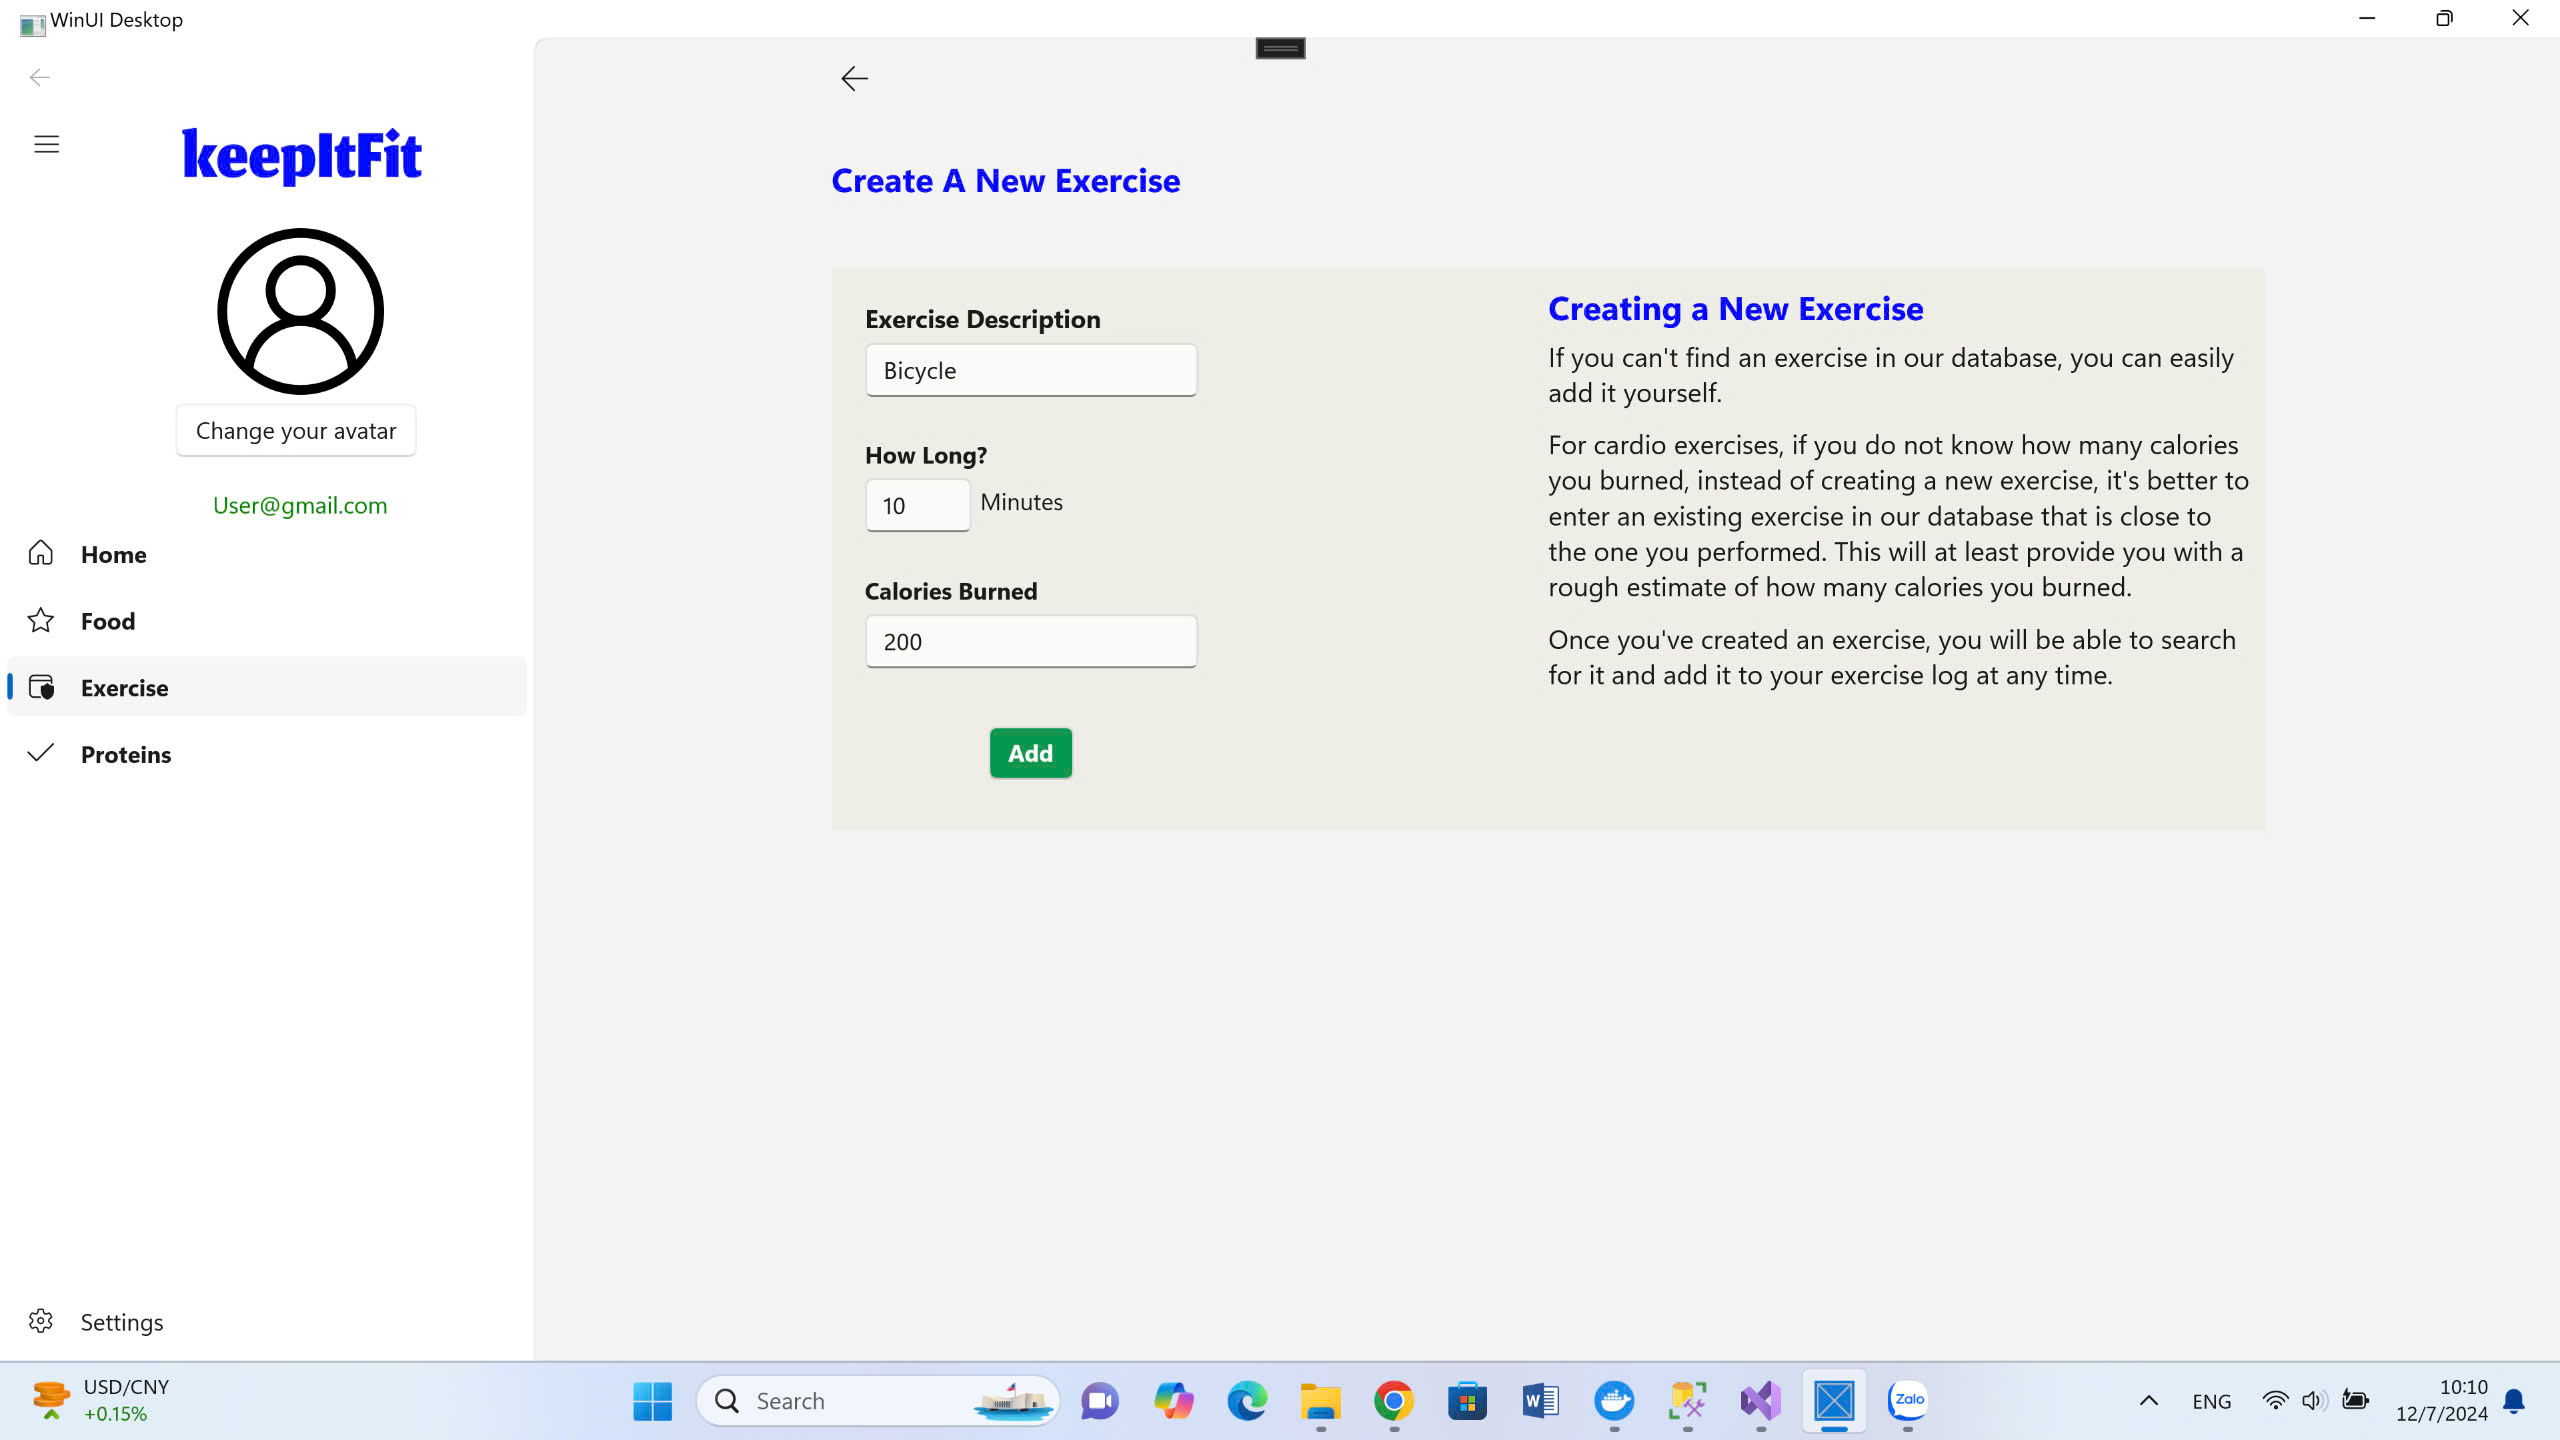 WinUI Desktop
keepItFit
Change your avatar
User@gmail.com
Home
Food
Exercise
Proteins
Settings
Create A New Exercise
Exercise Description
Bicycle
How Long?
10 Minutes
Calories Burned
200
Add
Creating a New Exercise
If you can't find an exercise in our database, you can easily
add it yourself.
For cardio exercises, if you do not know how many calories
you burned, instead of creating a new exercise, it's better to
enter an existing exercise in our database that is close to
the one you performed. This will at least provide you with a
rough estimate of how many calories you burned.
Once you've created an exercise, you will be able to search
for it and add it to your exercise log at any time.
USD/CNY
+0.15%
Search
W
Zalo
ENG
10:10
12/7/2024